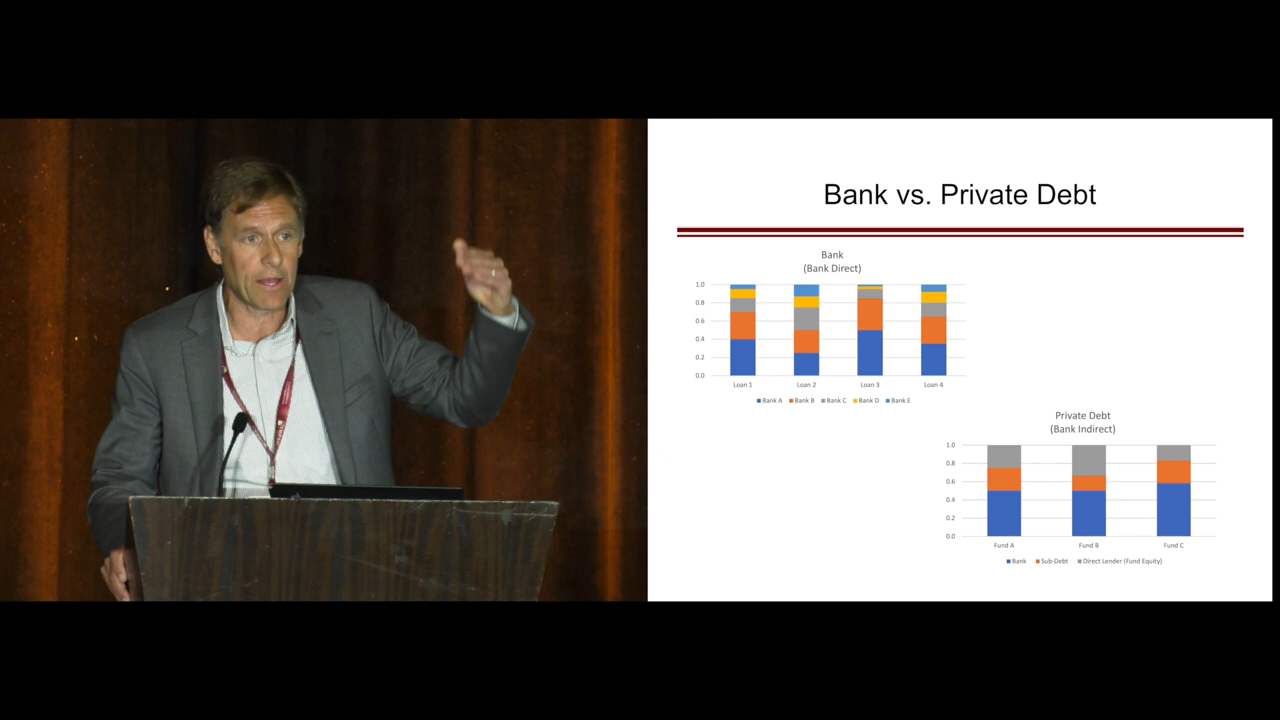 Bank vs. Private Debt
Bank
(Bank Direct)
1.0
0.8
0.6
0.4
0.2
0.0
Loan 1 Loan 2 Loan 3 Loan 4
Bank A Bank B Bank C Bank D Bank E
Private Debt
(Bank Indirect)
1.0
0.8
0.6
0.4
0.2
0.0
Fund A Fund B Fund C
Bank Sub-Debt Direct Lender (Fund Equity)